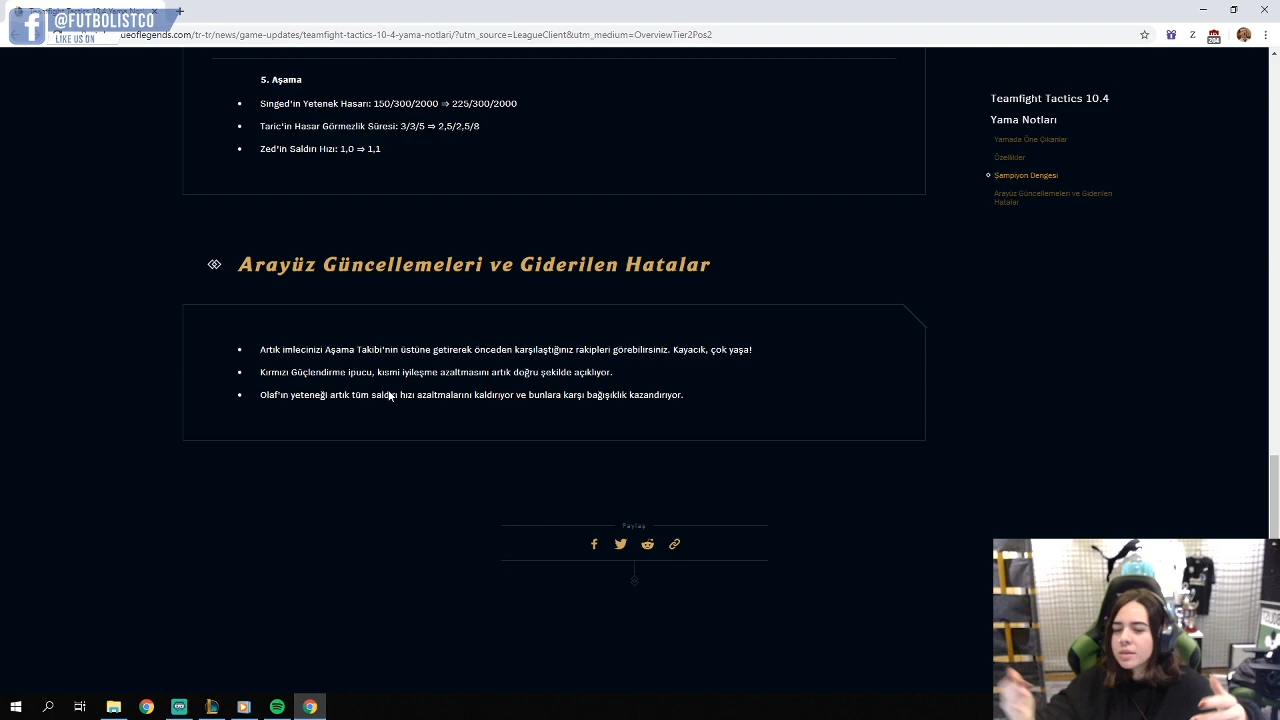 @FUTBOLISTCO
LIKE US ON
ueoflegends.com/tr-tr/news/game-updates/teamfight-tactics-10-4-yama-notlari/?utm_source=LeagueClient&utm_medium=OverviewTier2Pos2
204
5. Aşama
Singed'in Yetenek Hasarı: 150/300/2000 ⇒ 225/300/2000
Taric'in Hasar Görmezlik Süresi: 3/3/5 ⇒ 2,5/2,5/8
Zed'in Saldırı Hızı: 1,0 ⇒ 1,1
Teamfight Tactics 10.4
Yama Notları
Yamada Öne Çıkanlar
Özellikler
Şampiyon Dengesi
Arayüz Güncellemeleri ve Giderilen
Hatalar
Arayüz Güncellemeleri ve Giderilen Hatalar
Artık imlecinizi Aşama Takibi'nin üstüne getirerek önceden karşılaştığınız rakipleri görebilirsiniz. Kayacık, çok yaşa!
Kırmızı Güçlendirme ipucu, kısmi iyileşme azaltmasını artık doğru şekilde açıklıyor.
Olaf'ın yeteneği artık tüm saldırı hızı azaltmalarını kaldırıyor ve bunlara karşı bağışıklık kazandırıyor.
Paylaş